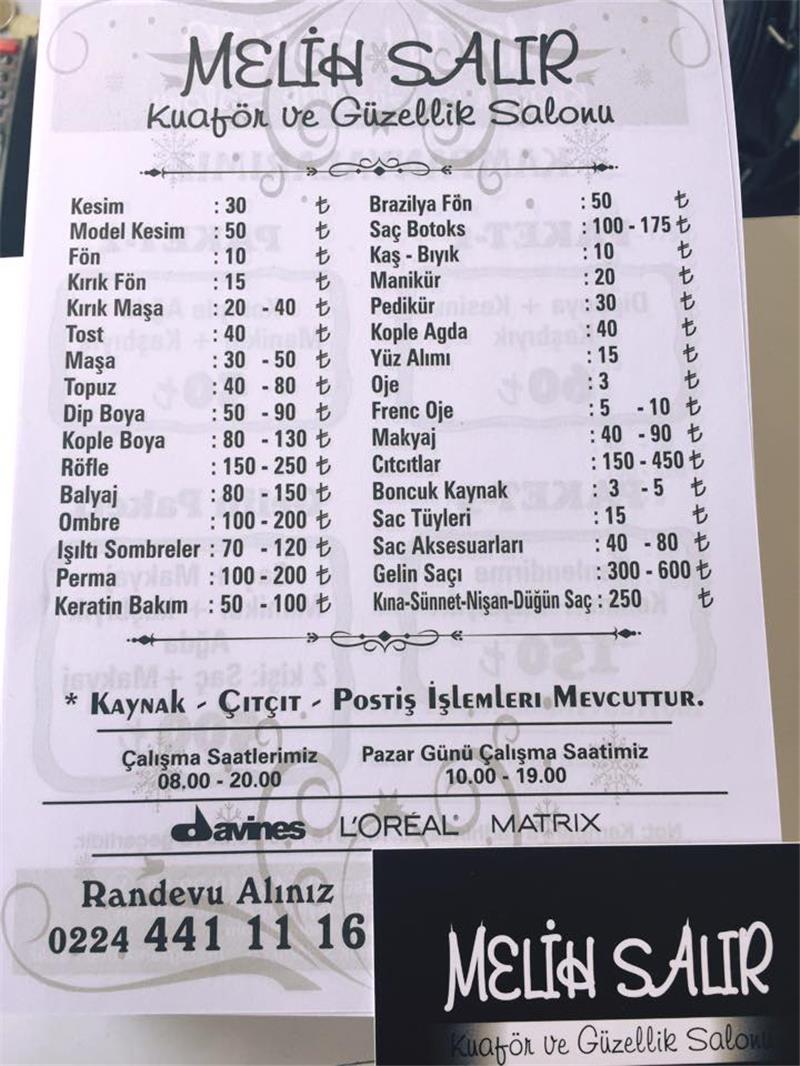 MELİH SALIR
Kuaför ve Güzellik Salonu
Kesim : 30 ₺
Model Kesim : 50 ₺
Fön : 10 ₺
Kırık Fön : 15 ₺
Kırık Maşa : 20 - 40 ₺
Tost : 40 ₺
Maşa : 30 - 50 ₺
Topuz : 40 - 80 ₺
Dip Boya : 50 - 90 ₺
Kople Boya : 80 - 130 ₺
Röfle : 150 - 250 ₺
Balyaj : 80 - 150 ₺
Ombre : 100 - 200 ₺
Işıltı Sombreler : 70 - 120 ₺
Perma : 100 - 200 ₺
Keratin Bakım : 50 - 100 ₺
Brazilya Fön : 50 ₺
Saç Botoks : 100 - 175 ₺
Kaş - Bıyık : 10 ₺
Manikür : 20 ₺
Pedikür : 30 ₺
Kople Agda : 40 ₺
Yüz Alımı : 15 ₺
Oje : 3 ₺
Frenc Oje : 5 - 10 ₺
Makyaj : 40 - 90 ₺
Cıtcıtlar : 150 - 450 ₺
Boncuk Kaynak : 3 - 5 ₺
Sac Tüyleri : 15 ₺
Sac Aksesuarları : 40 - 80 ₺
Gelin Saçı : 300 - 600 ₺
Kına-Sünnet-Nişan-Düğün Saç : 250 ₺
* Kaynak - Çıtçıt - Postiş İşlemleri Mevcuttur.
Çalışma Saatlerimiz
08.00 - 20.00
Pazar Günü Çalışma Saatimiz
10.00 - 19.00
davines L'ORÉAL MATRIX
Randevu Alınız
0224 441 11 16
MELİH SALIR
Kuaför ve Güzellik Salonu